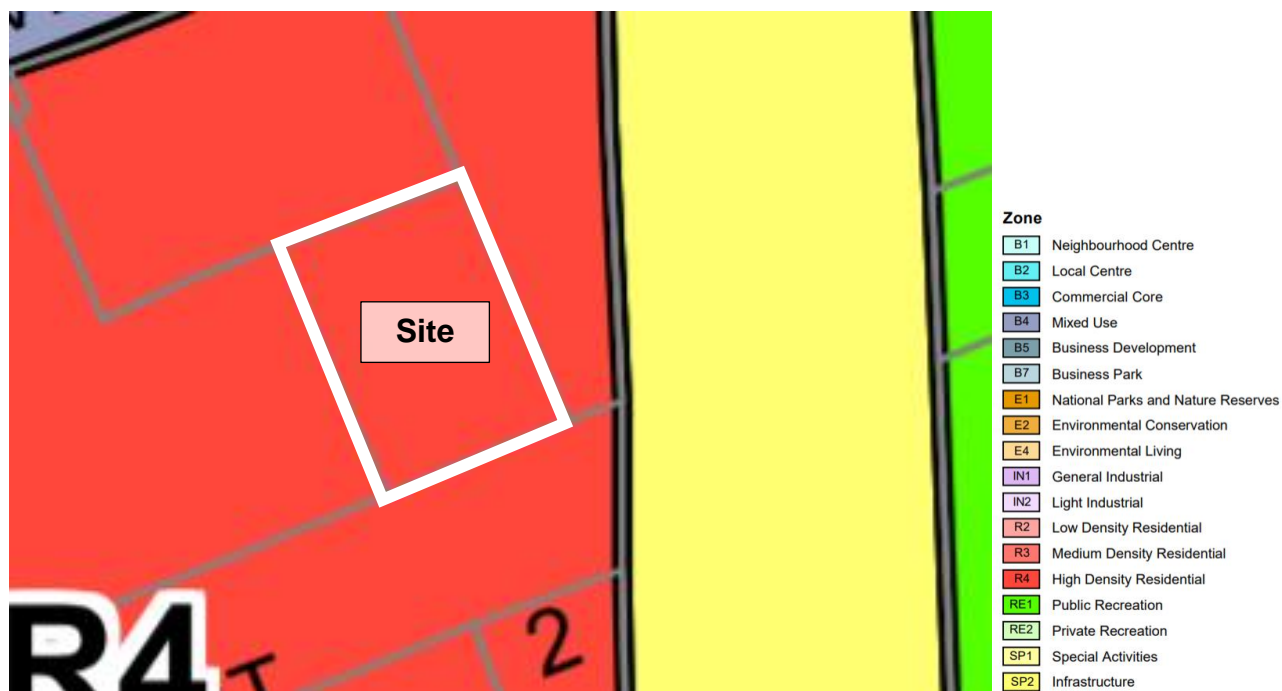 Site
R4
2
Zone
B1 Neighbourhood Centre
B2 Local Centre
B3 Commercial Core
B4 Mixed Use
B5 Business Development
B7 Business Park
E1 National Parks and Nature Reserves
E2 Environmental Conservation
E4 Environmental Living
IN1 General Industrial
IN2 Light Industrial
R2 Low Density Residential
R3 Medium Density Residential
R4 High Density Residential
RE1 Public Recreation
RE2 Private Recreation
SP1 Special Activities
SP2 Infrastructure